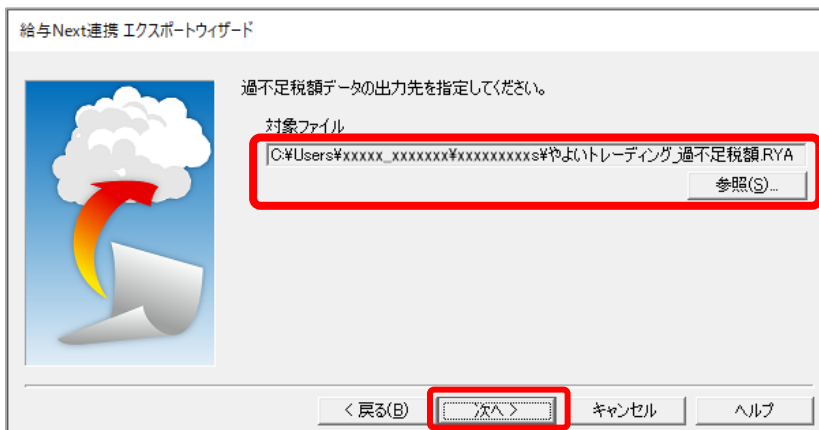 給与Next連携 エクスポートウィザード
過不足税額データの出力先を指定してください。
対象ファイル
C:¥Users¥xxxxx_xxxxxxx¥xxxxxxxxxs¥やよいトレーディング_過不足税額.RYA
参照(S)...
< 戻る(B) 次へ > キャンセル ヘルプ